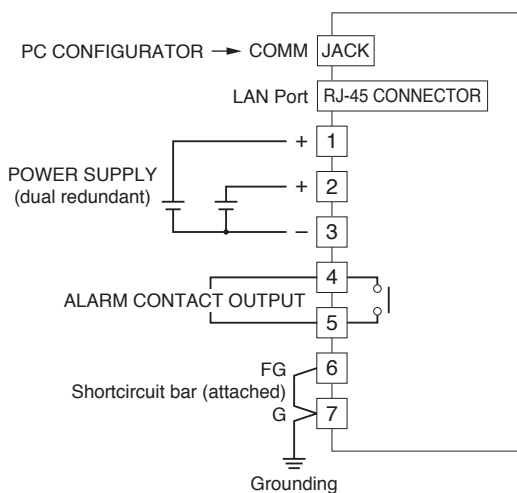 PC CONFIGURATOR → COMM JACK
LAN Port RJ-45 CONNECTOR
+ 1
POWER SUPPLY
(dual redundant)
+ 2
– 3
4
ALARM CONTACT OUTPUT
5
FG 6
Shortcircuit bar (attached)
G 7
Grounding